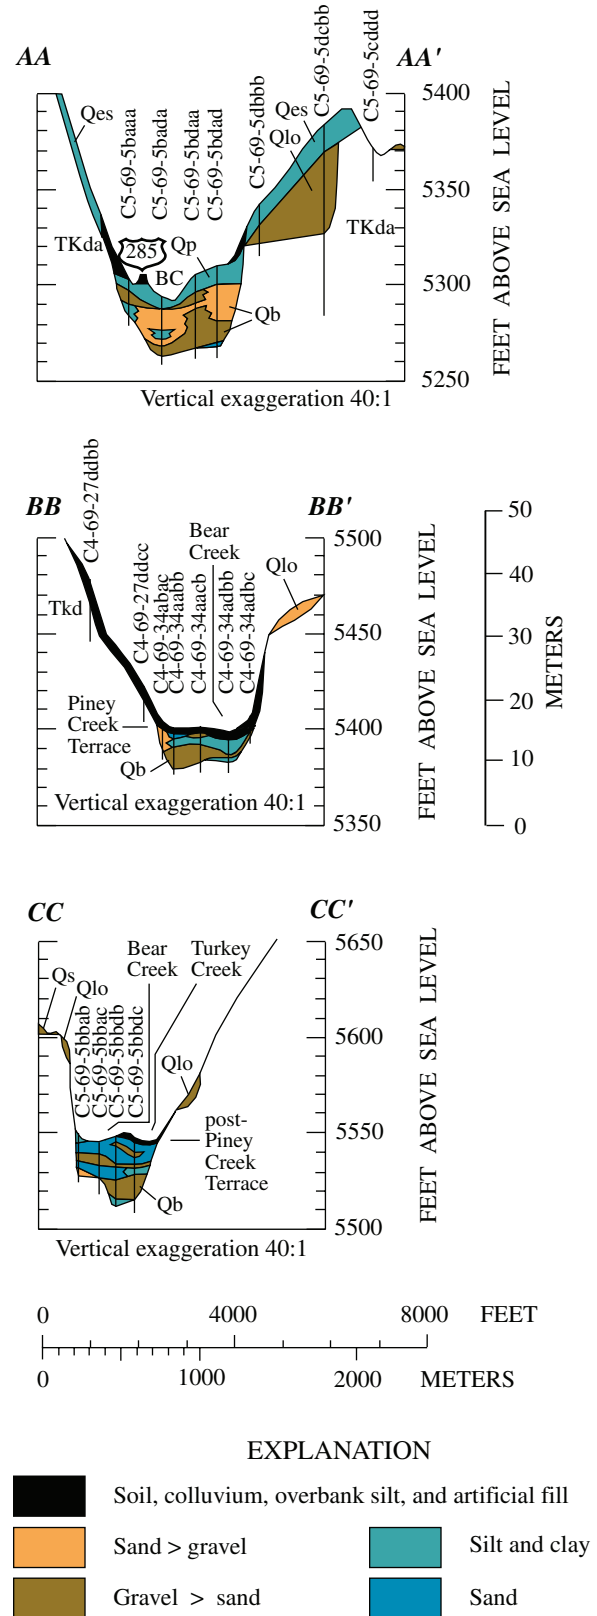 AA
AA'
Qes
C5-69-5baaa
C5-69-5bada
C5-69-5bdaa
C5-69-5bdad
C5-69-5dbbb
C5-69-5dcbb
C5-69-5cddd
Qes
Qlo
TKda
285
BC
Qp
Qb
TKda
5400
5350
5300
5250
FEET ABOVE SEA LEVEL
Vertical exaggeration 40:1
BB
BB'
C4-69-27ddbb
C4-69-27ddcc
C4-69-34abac
C4-69-34aabb
C4-69-34aacb
C4-69-34adbb
C4-69-34adbc
Bear
Creek
Qlo
Tkd
Piney
Creek
Terrace
Qb
5500
5450
5400
5350
FEET ABOVE SEA LEVEL
Vertical exaggeration 40:1
50
40
30
20
10
0
METERS
CC
CC'
Qs
Qlo
C5-69-5bbab
C5-69-5bbac
C5-69-5bbdb
C5-69-5bbdc
Bear
Creek
Turkey
Creek
Qlo
post-
Piney
Creek
Terrace
Qb
5650
5600
5550
5500
FEET ABOVE SEA LEVEL
Vertical exaggeration 40:1
0 4000 8000 FEET
0 1000 2000 METERS
EXPLANATION
Soil, colluvium, overbank silt, and artificial fill
Sand > gravel
Silt and clay
Gravel > sand
Sand